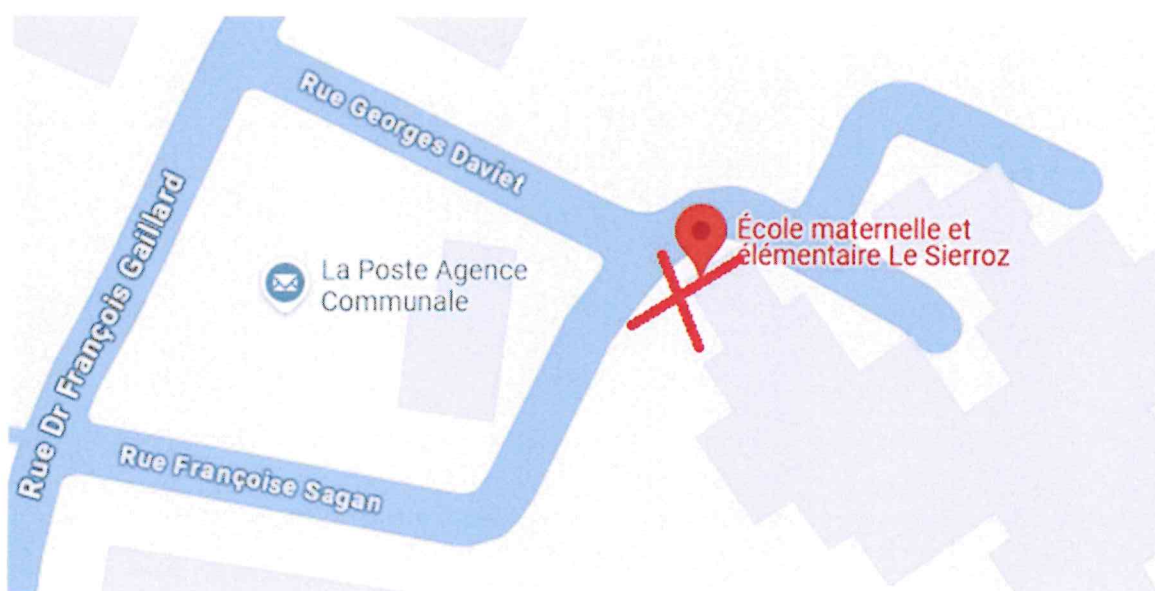 Rue Georges Daviet
Rue Dr François Gaillard
École maternelle et
élémentaire Le Sierroz
La Poste Agence
Communale
Rue Françoise Sagan